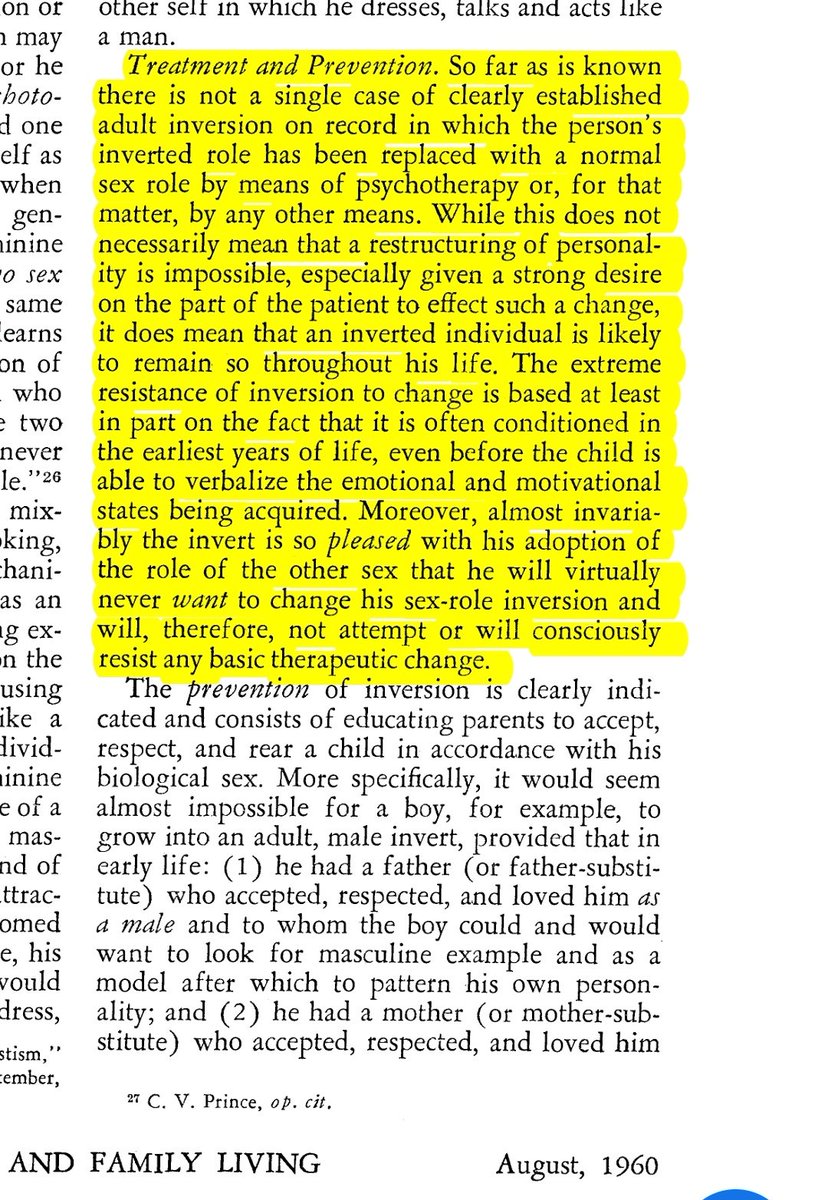 ion or
n may
or he
hoto-
d one
elf as
when
gen-
inine
o sex
same
learns
on of
who
e two
never
le."²⁶
mix-
king,
hani-
as an
g ex-
n the
using
ike a
divid-
inine
e of a
mas-
nd of
ttrac-
omed
e, his
would
dress,
stism,"
ember,
other self in which he dresses, talks and acts like
a man.
Treatment and Prevention. So far as is known
there is not a single case of clearly established
adult inversion on record in which the person's
inverted role has been replaced with a normal
sex role by means of psychotherapy or, for that
matter, by any other means. While this does not
necessarily mean that a restructuring of personal-
ity is impossible, especially given a strong desire
on the part of the patient to effect such a change,
it does mean that an inverted individual is likely
to remain so throughout his life. The extreme
resistance of inversion to change is based at least
in part on the fact that it is often conditioned in
the earliest years of life, even before the child is
able to verbalize the emotional and motivational
states being acquired. Moreover, almost invaria-
bly the invert is so pleased with his adoption of
the role of the other sex that he will virtually
never want to change his sex-role inversion and
will, therefore, not attempt or will consciously
resist any basic therapeutic change.
The prevention of inversion is clearly indi-
cated and consists of educating parents to accept,
respect, and rear a child in accordance with his
biological sex. More specifically, it would seem
almost impossible for a boy, for example, to
grow into an adult, male invert, provided that in
early life: (1) he had a father (or father-substi-
tute) who accepted, respected, and loved him as
a male and to whom the boy could and would
want to look for masculine example and as a
model after which to pattern his own person-
ality; and (2) he had a mother (or mother-sub-
stitute) who accepted, respected, and loved him
²⁷ C. V. Prince, op. cit.
AND FAMILY LIVING August, 1960